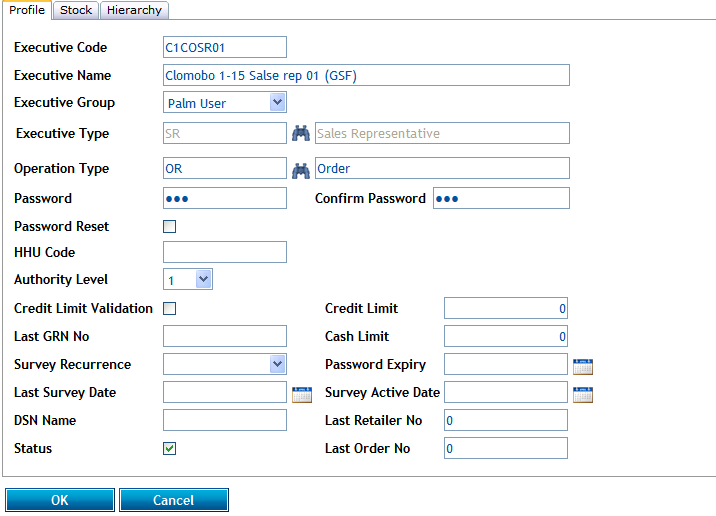 Profile Stock Hierarchy
Executive Code C1COSR01
Executive Name Clomobo 1-15 Salse rep 01 (GSF)
Executive Group Palm User
Executive Type SR Sales Representative
Operation Type OR Order
Password ●●● Confirm Password ●●●
Password Reset
HHU Code
Authority Level 1
Credit Limit Validation Credit Limit 0
Last GRN No Cash Limit 0
Survey Recurrence Password Expiry
Last Survey Date Survey Active Date
DSN Name Last Retailer No 0
Status Last Order No 0
OK Cancel